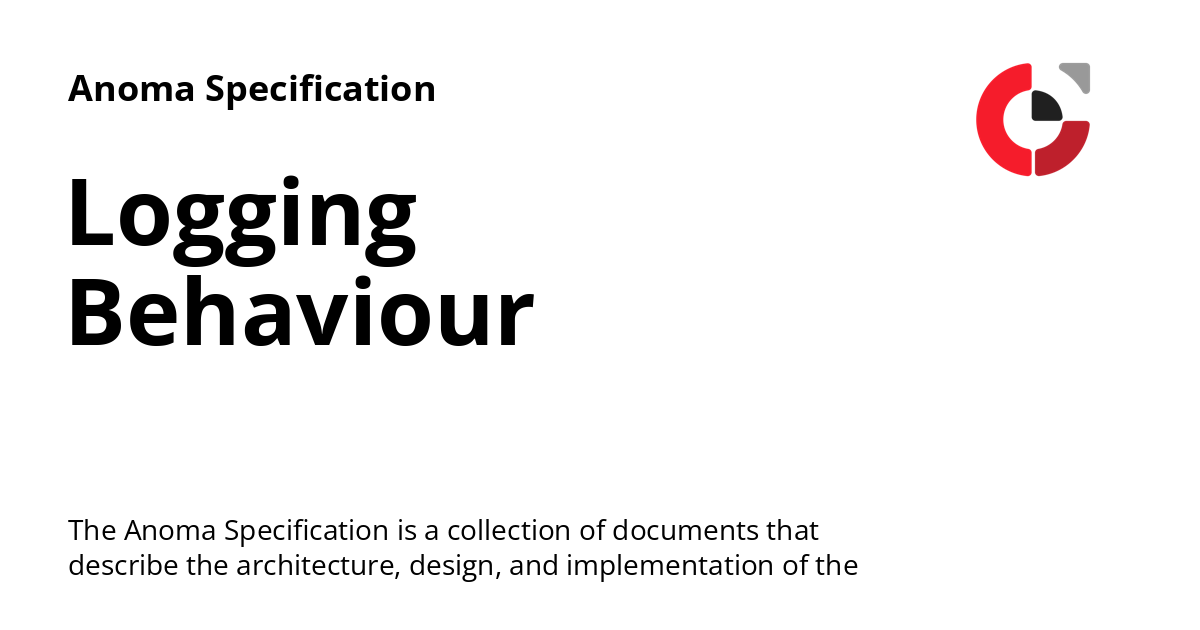 Anoma Specification
Logging
Behaviour
The Anoma Specification is a collection of documents that
describe the architecture, design, and implementation of the